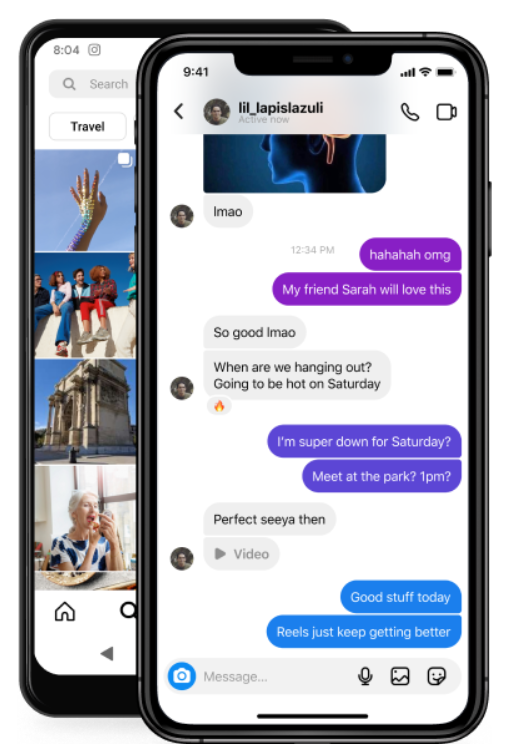 8:04
Search
Travel
9:41
lil_lapislazuli
Active now
lmao
12:34 PM
hahahah omg
My friend Sarah will love this
So good lmao
When are we hanging out?
Going to be hot on Saturday
🔥
I'm super down for Saturday?
Meet at the park? 1pm?
Perfect seeya then
Video
Good stuff today
Reels just keep getting better
Message...